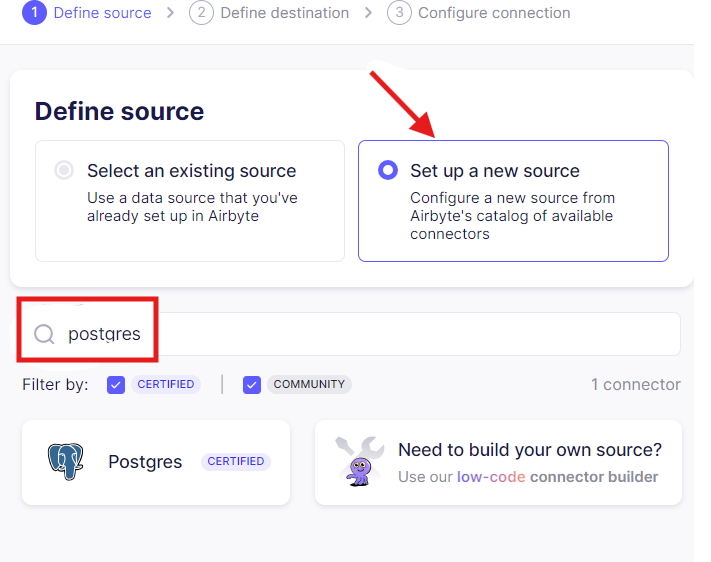 1 Define source > 2 Define destination > 3 Configure connection
Define source
Select an existing source
Use a data source that you've
already set up in Airbyte
Set up a new source
Configure a new source from
Airbyte's catalog of available
connectors
postgres
Filter by: CERTIFIED | COMMUNITY 1 connector
Postgres CERTIFIED
Need to build your own source?
Use our low-code connector builder